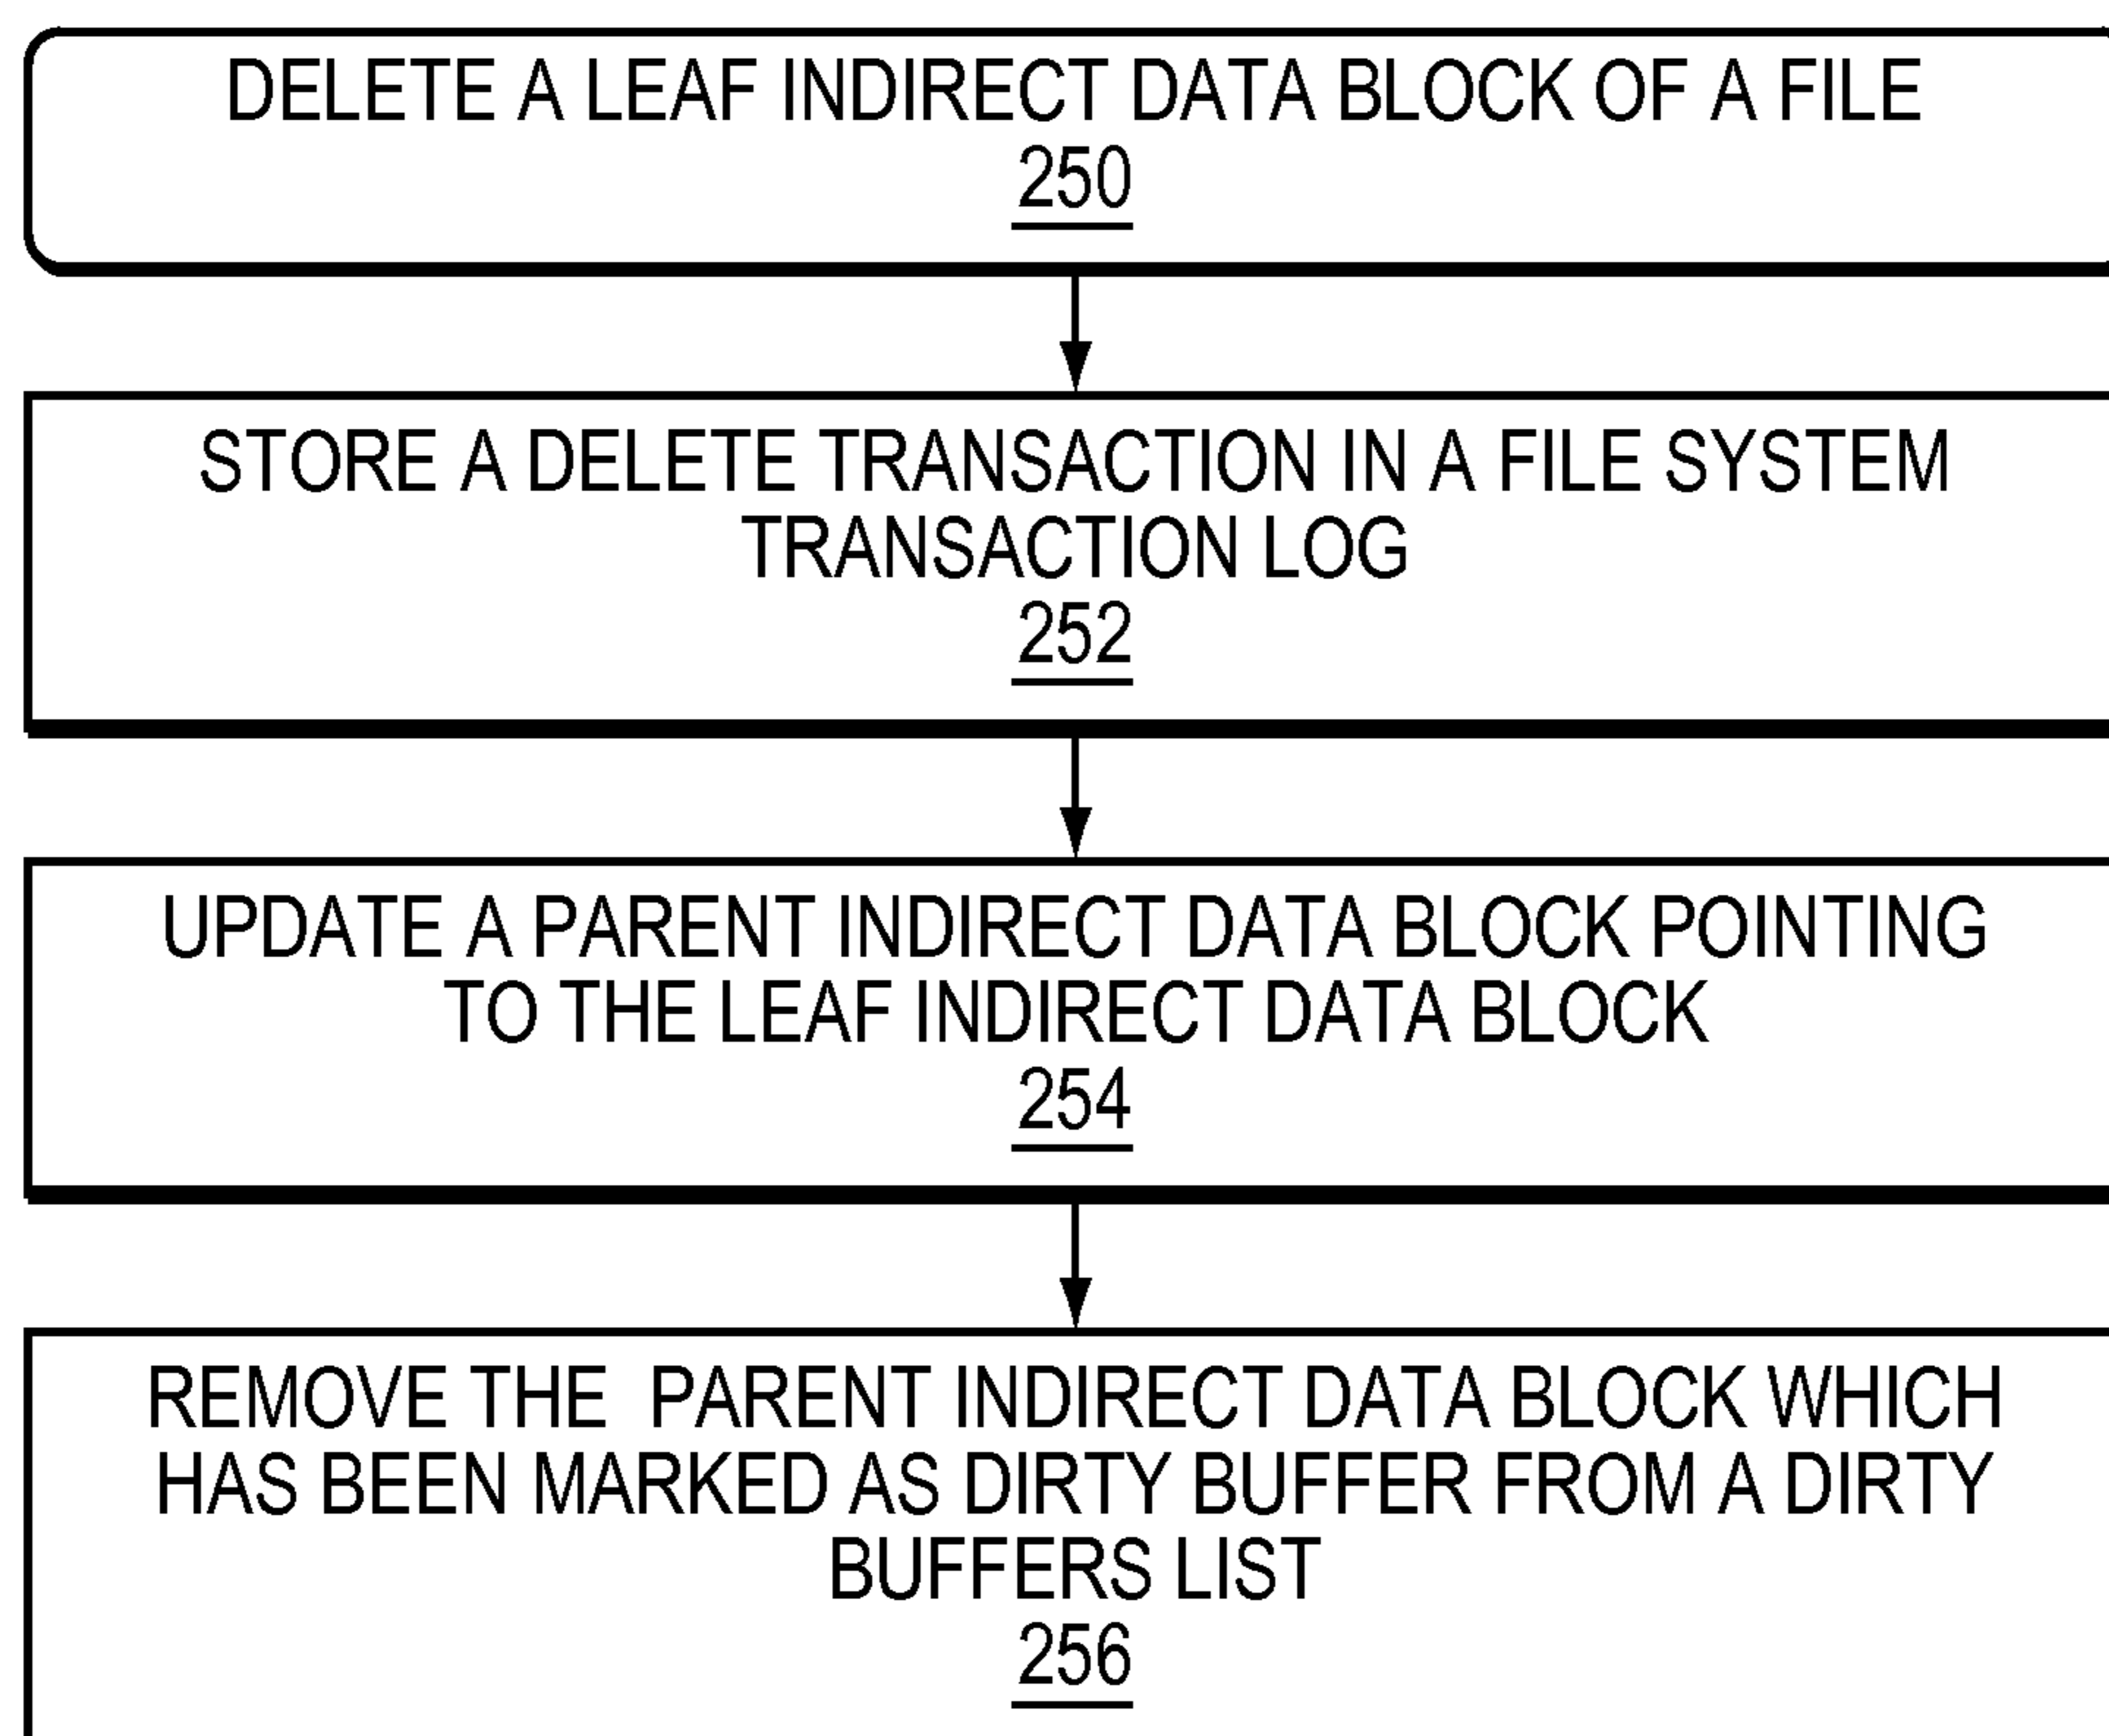 DELETE A LEAF INDIRECT DATA BLOCK OF A FILE
250
STORE A DELETE TRANSACTION IN A FILE SYSTEM
TRANSACTION LOG
252
UPDATE A PARENT INDIRECT DATA BLOCK POINTING
TO THE LEAF INDIRECT DATA BLOCK
254
REMOVE THE PARENT INDIRECT DATA BLOCK WHICH
HAS BEEN MARKED AS DIRTY BUFFER FROM A DIRTY
BUFFERS LIST
256